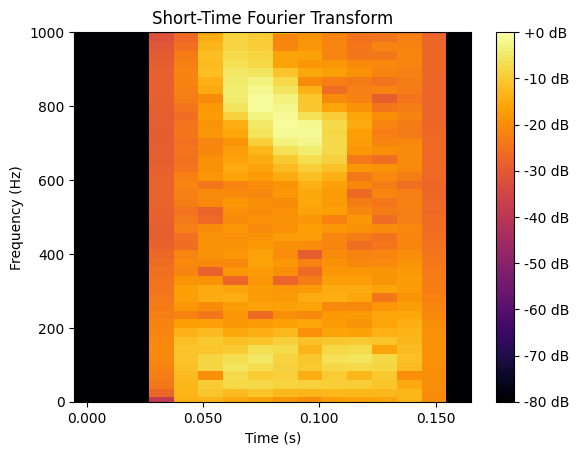 Short-Time Fourier Transform
1000
800
600
400
200
0
Frequency (Hz)
0.000
0.050
0.100
0.150
Time (s)
+0 dB
-10 dB
-20 dB
-30 dB
-40 dB
-50 dB
-60 dB
-70 dB
-80 dB